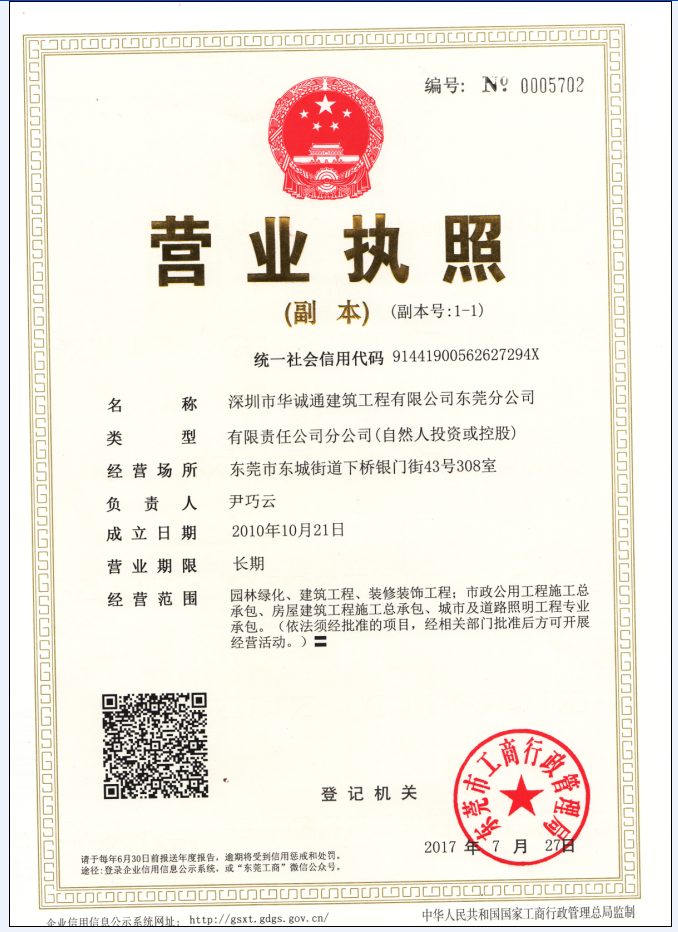 编号: №  0005702
营业执照
(副  本) (副本号:1-1)
统一社会信用代码 91441900562627294X
名称 深圳市华诚通建筑工程有限公司东莞分公司
类型 有限责任公司分公司(自然人投资或控股)
经营场所 东莞市东城街道下桥银门街43号308室
负责人 尹巧云
成立日期 2010年10月21日
营业期限 长期
经营范围 园林绿化、建筑工程、装修装饰工程；市政公用工程施工总
承包、房屋建筑工程施工总承包、城市及道路照明工程专业
承包。（依法须经批准的项目，经相关部门批准后方可开展
经营活动。）〓
登记机关
东莞市工商行政管理局
2017 年 7 月 27日
请于每年6月30日前报送年度报告，逾期将受到信用惩戒和处罚。
途径:登录企业信用信息公示系统，或“东莞工商”微信公众号。
企业信用信息公示系统网址: http://gsxt.gdgs.gov.cn/
中华人民共和国国家工商行政管理总局监制